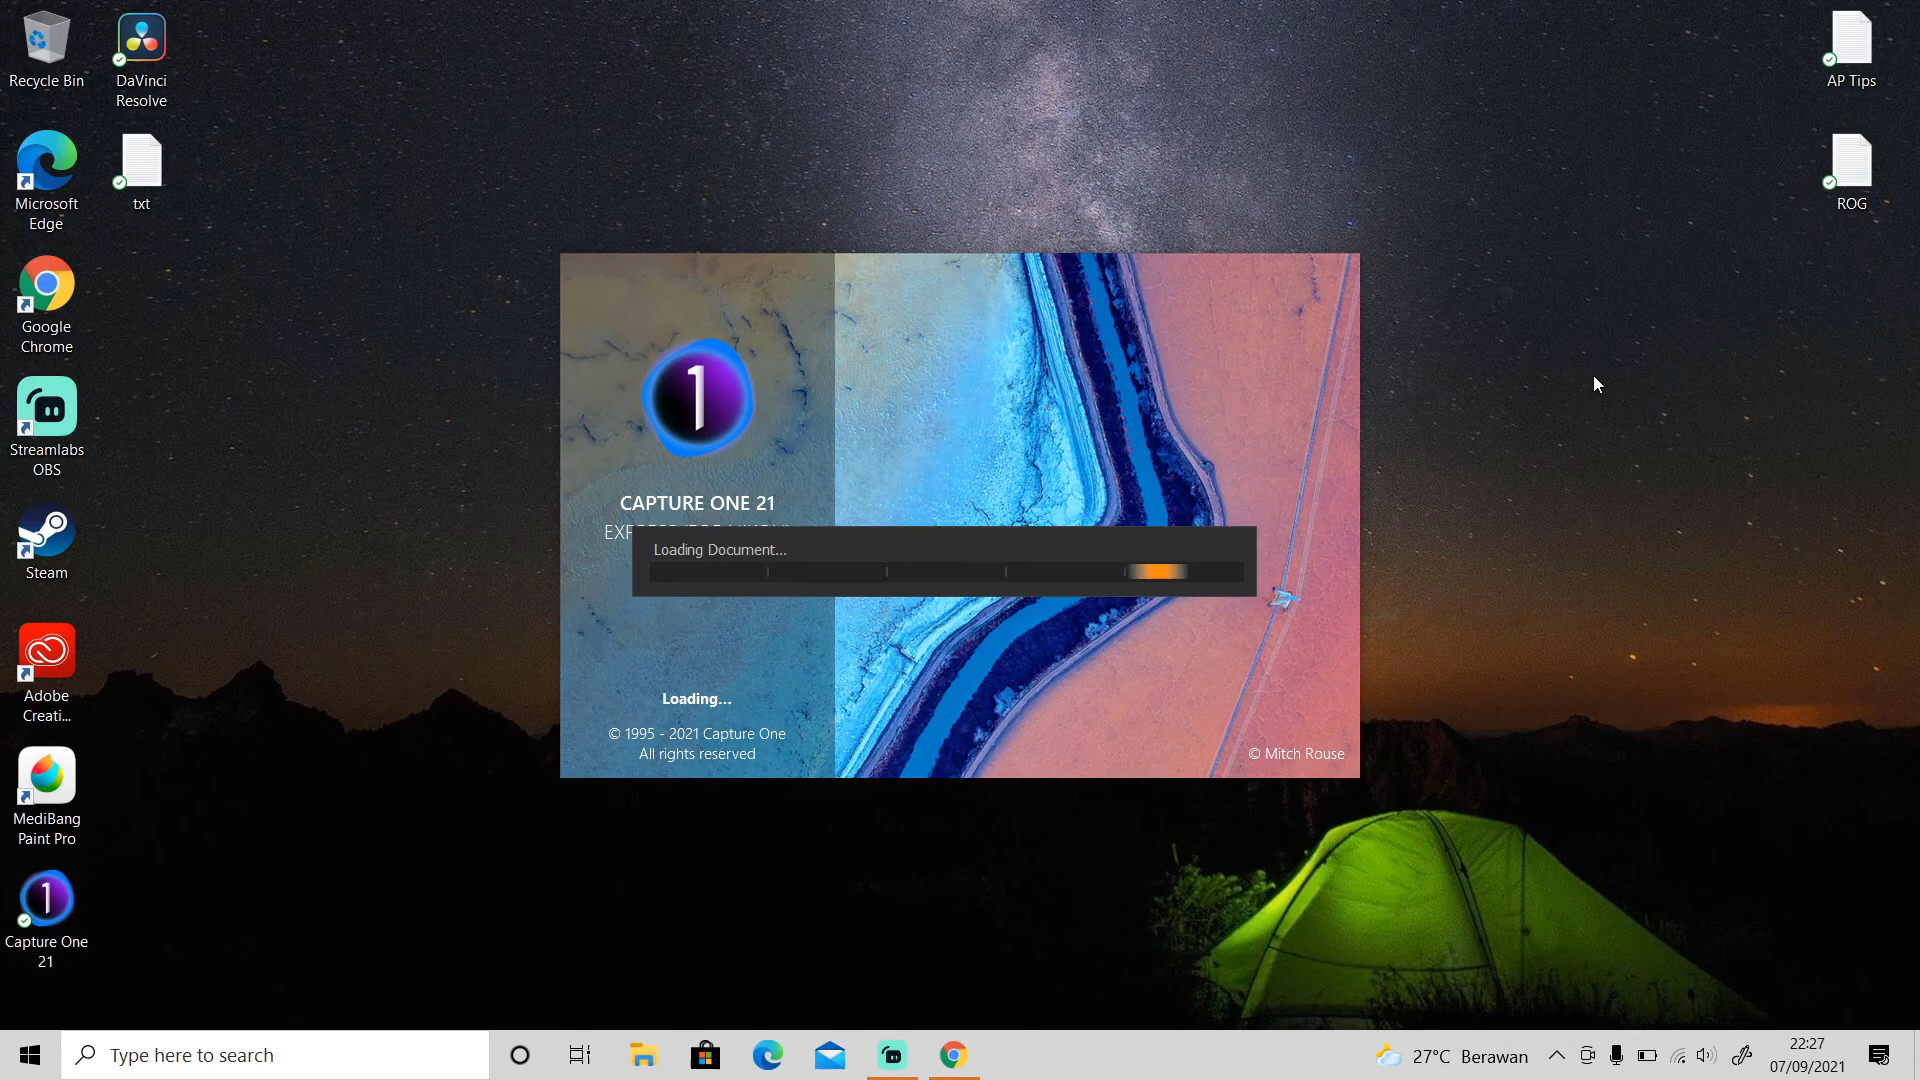 Recycle Bin
DaVinci
Resolve
Microsoft
Edge
txt
Google
Chrome
Streamlabs
OBS
Steam
Adobe
Creati...
MediBang
Paint Pro
Capture One
21
AP Tips
ROG
1
CAPTURE ONE 21
Loading Document...
Loading...
© 1995 - 2021 Capture One
All rights reserved
© Mitch Rouse
Type here to search
27°C Berawan
22:27
07/09/2021